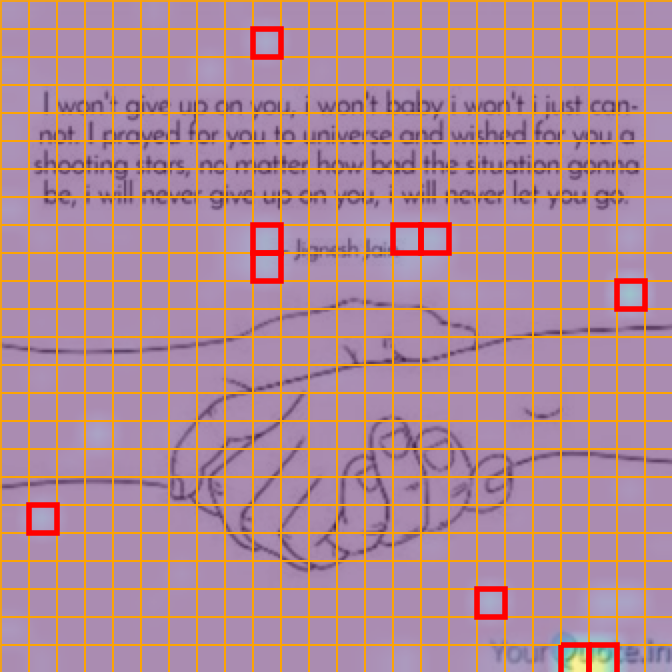 I won't give up on you, i won't baby i won't i just can-
not. I prayed for you to universe and wished for you a
shooting stars, no matter how bad the situation gonna
be, i will never give up on you, i will never let you go.
- Jignesh Jain
YourQuote.in